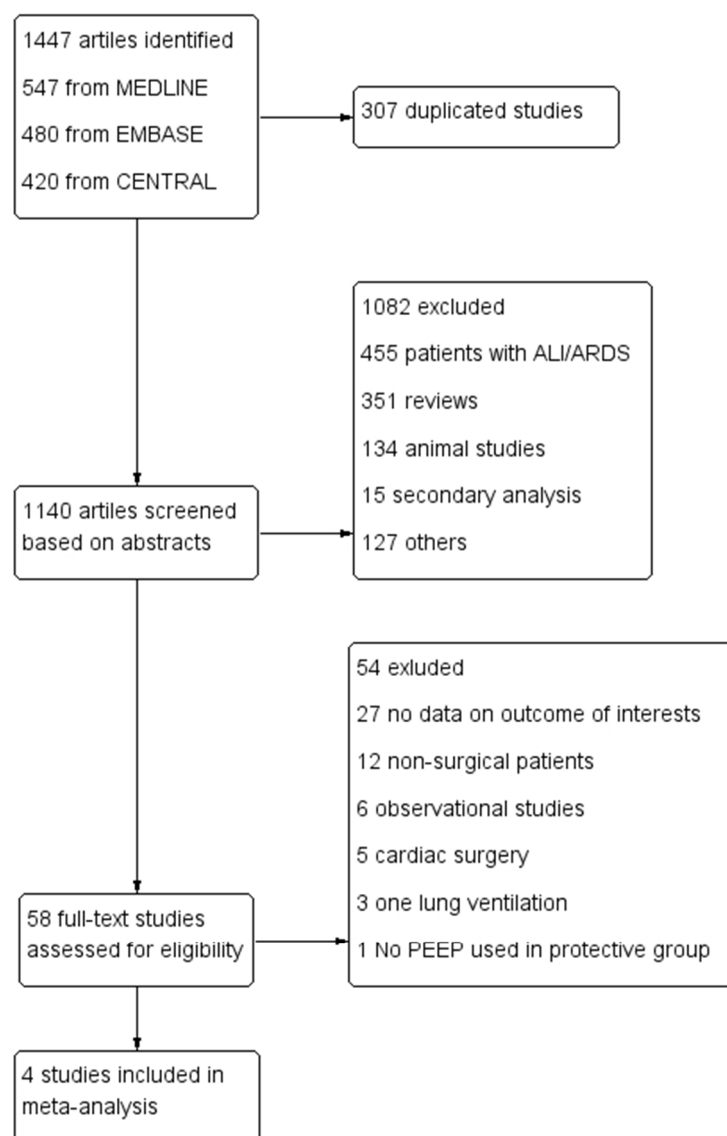 1447 artiles identified
547 from MEDLINE
480 from EMBASE
420 from CENTRAL
307 duplicated studies
1140 artiles screened
based on abstracts
1082 excluded
455 patients with ALI/ARDS
351 reviews
134 animal studies
15 secondary analysis
127 others
58 full-text studies
assessed for eligibility
54 exluded
27 no data on outcome of interests
12 non-surgical patients
6 observational studies
5 cardiac surgery
3 one lung ventilation
1 No PEEP used in protective group
4 studies included in
meta-analysis